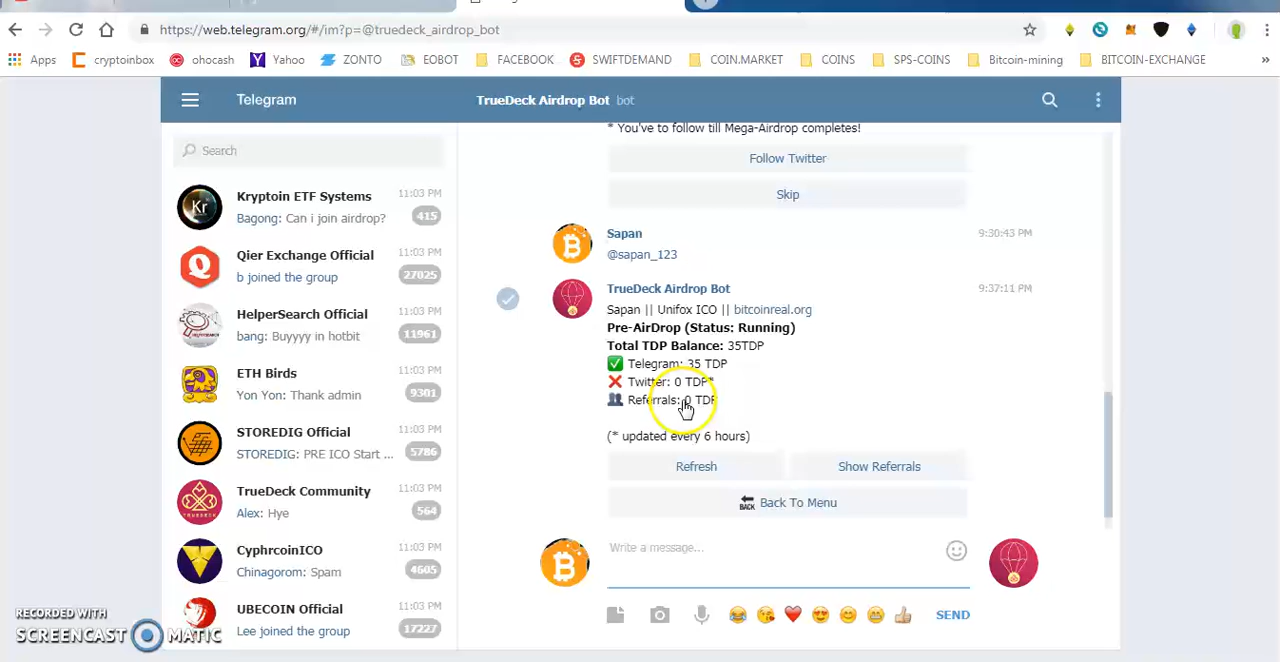 https://web.telegram.org/#/im?p=@truedeck_airdrop_bot
Apps
cryptoinbox
ohocash
Yahoo
ZONTO
EOBOT
FACEBOOK
SWIFTDEMAND
COIN.MARKET
COINS
SPS-COINS
Bitcoin-mining
BITCOIN-EXCHANGE
»
Telegram
TrueDeck Airdrop Bot bot
Search
Kryptoin ETF Systems 11:03 PM
Bagong: Can i join airdrop? 415
Qier Exchange Official 11:03 PM
b joined the group 27025
HelperSearch Official 11:03 PM
bang: Buyyyy in hotbit 11961
ETH Birds 11:03 PM
Yon Yon: Thank admin 9301
STOREDIG Official 11:03 PM
STOREDIG: PRE ICO Start ... 5786
TrueDeck Community 11:03 PM
Alex: Hye 564
CyphrcoinICO 11:03 PM
Chinagorom: Spam 4605
UBECOIN Official 11:03 PM
Lee joined the group 17227
* You've to follow till Mega-Airdrop completes!
Follow Twitter
Skip
Sapan 9:30:43 PM
@sapan_123
TrueDeck Airdrop Bot 9:37:11 PM
Sapan || Unifox ICO || bitcoinreal.org
Pre-AirDrop (Status: Running)
Total TDP Balance: 35TDP
Telegram: 35 TDP
Twitter: 0 TDP*
Referrals: 0 TDP
(* updated every 6 hours)
Refresh
Show Referrals
BACK Back To Menu
Write a message...
SEND
RECORDED WITH
SCREENCAST MATIC